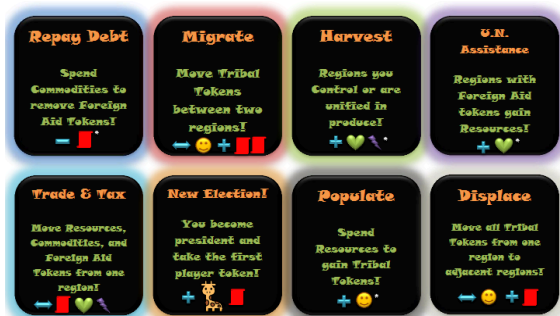 Repay Debt
Spend
Commodities to
remove Foreign
Aid Tokens!
Migrate
Move Tribal
Tokens
between two
regions!
Harvest
Regions you
Control or are
unified in
produce!
U.N.
Assistance
Regions with
Foreign Aid
tokens gain
Resources!
Trade & Tax
Move Resources,
Commodities, and
Foreign Aid
Tokens from one
region!
New Election!
You become
president and
take the first
player token!
Populate
Spend
Resources to
gain Tribal
Tokens!
Displace
Move all Tribal
Tokens from one
region to
adjacent regions!